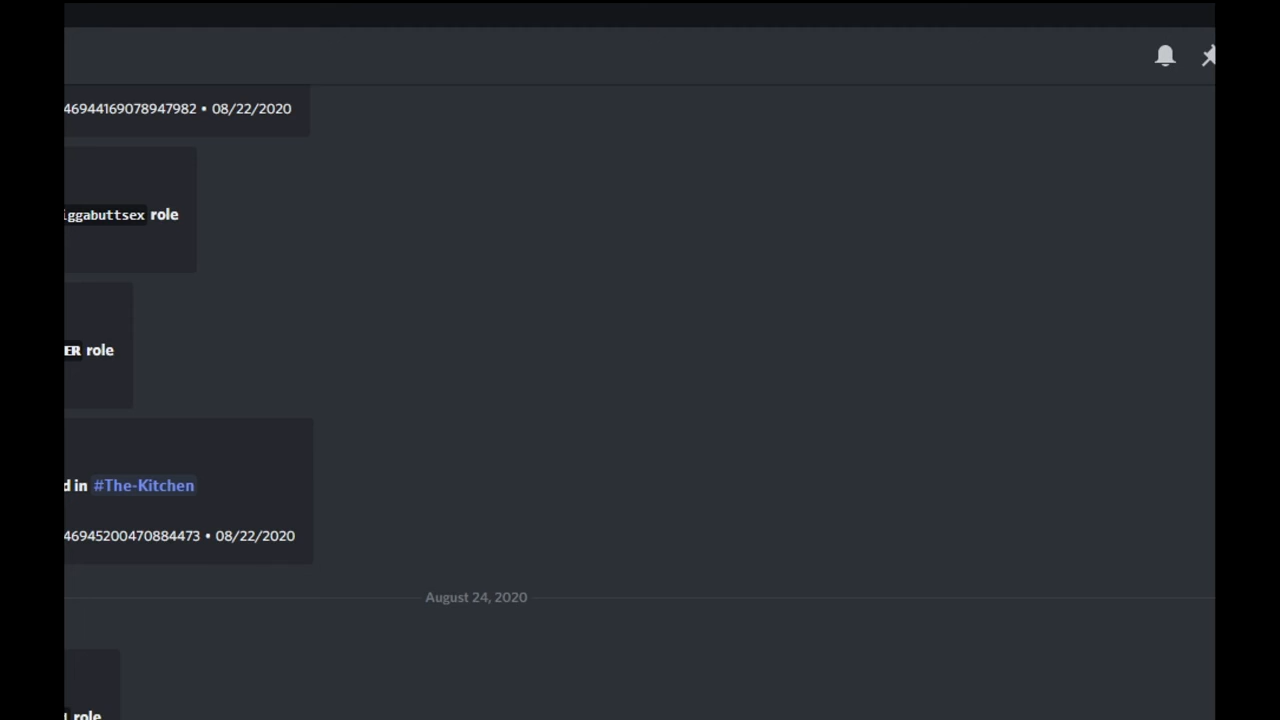 46944169078947982 • 08/22/2020
iggabuttsex role
ER role
d in #The-Kitchen
46945200470884473 • 08/22/2020
August 24, 2020
role